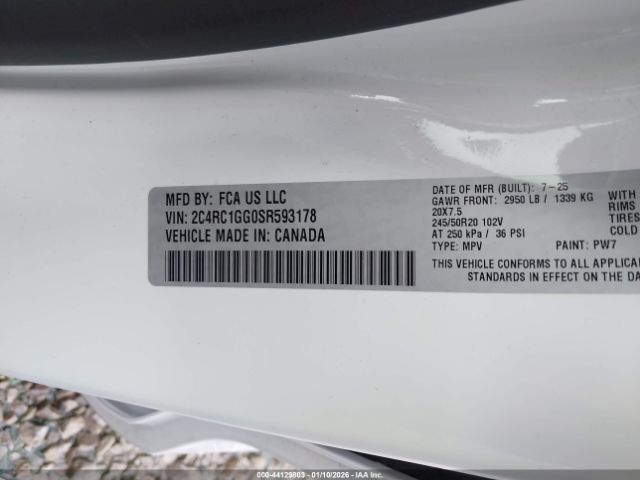 MFD BY: FCA US LLC
VIN: 2C4RC1GG0SR593178
VEHICLE MADE IN: CANADA
DATE OF MFR (BUILT): 7-25
GAWR FRONT: 2950 LB / 1339 KG
20X7.5
245/50R20 102V
AT 250 kPa / 36 PSI
TYPE: MPV PAINT: PW7
THIS VEHICLE CONFORMS TO ALL APPLICABL
STANDARDS IN EFFECT ON THE DA
WITH
RIMS
TIRES
COLD
000-44129803 - 01/10/2026 - © IAA Inc.